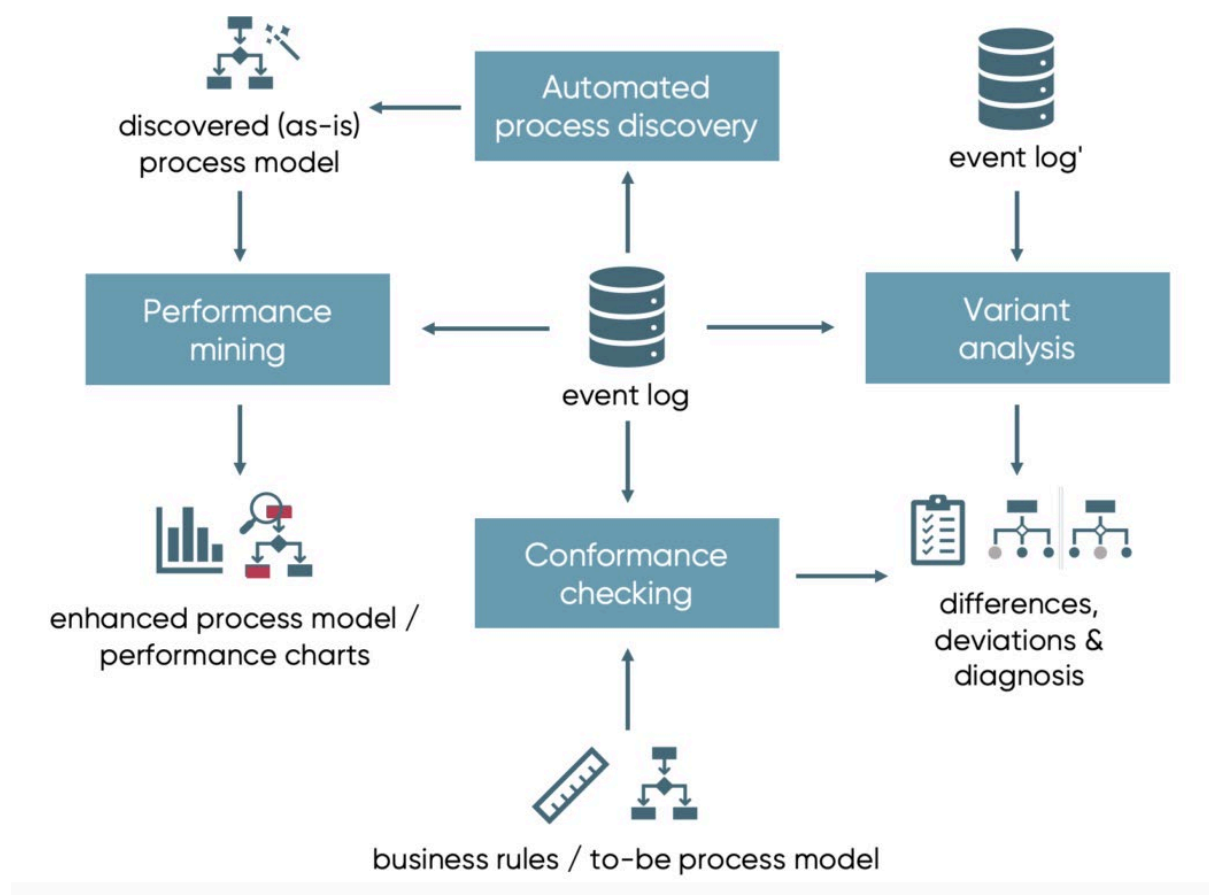 Automated
process discovery
discovered (as-is)
process model
event log'
Performance
mining
event log
Variant
analysis
enhanced process model /
performance charts
Conformance
checking
differences,
deviations &
diagnosis
business rules / to-be process model